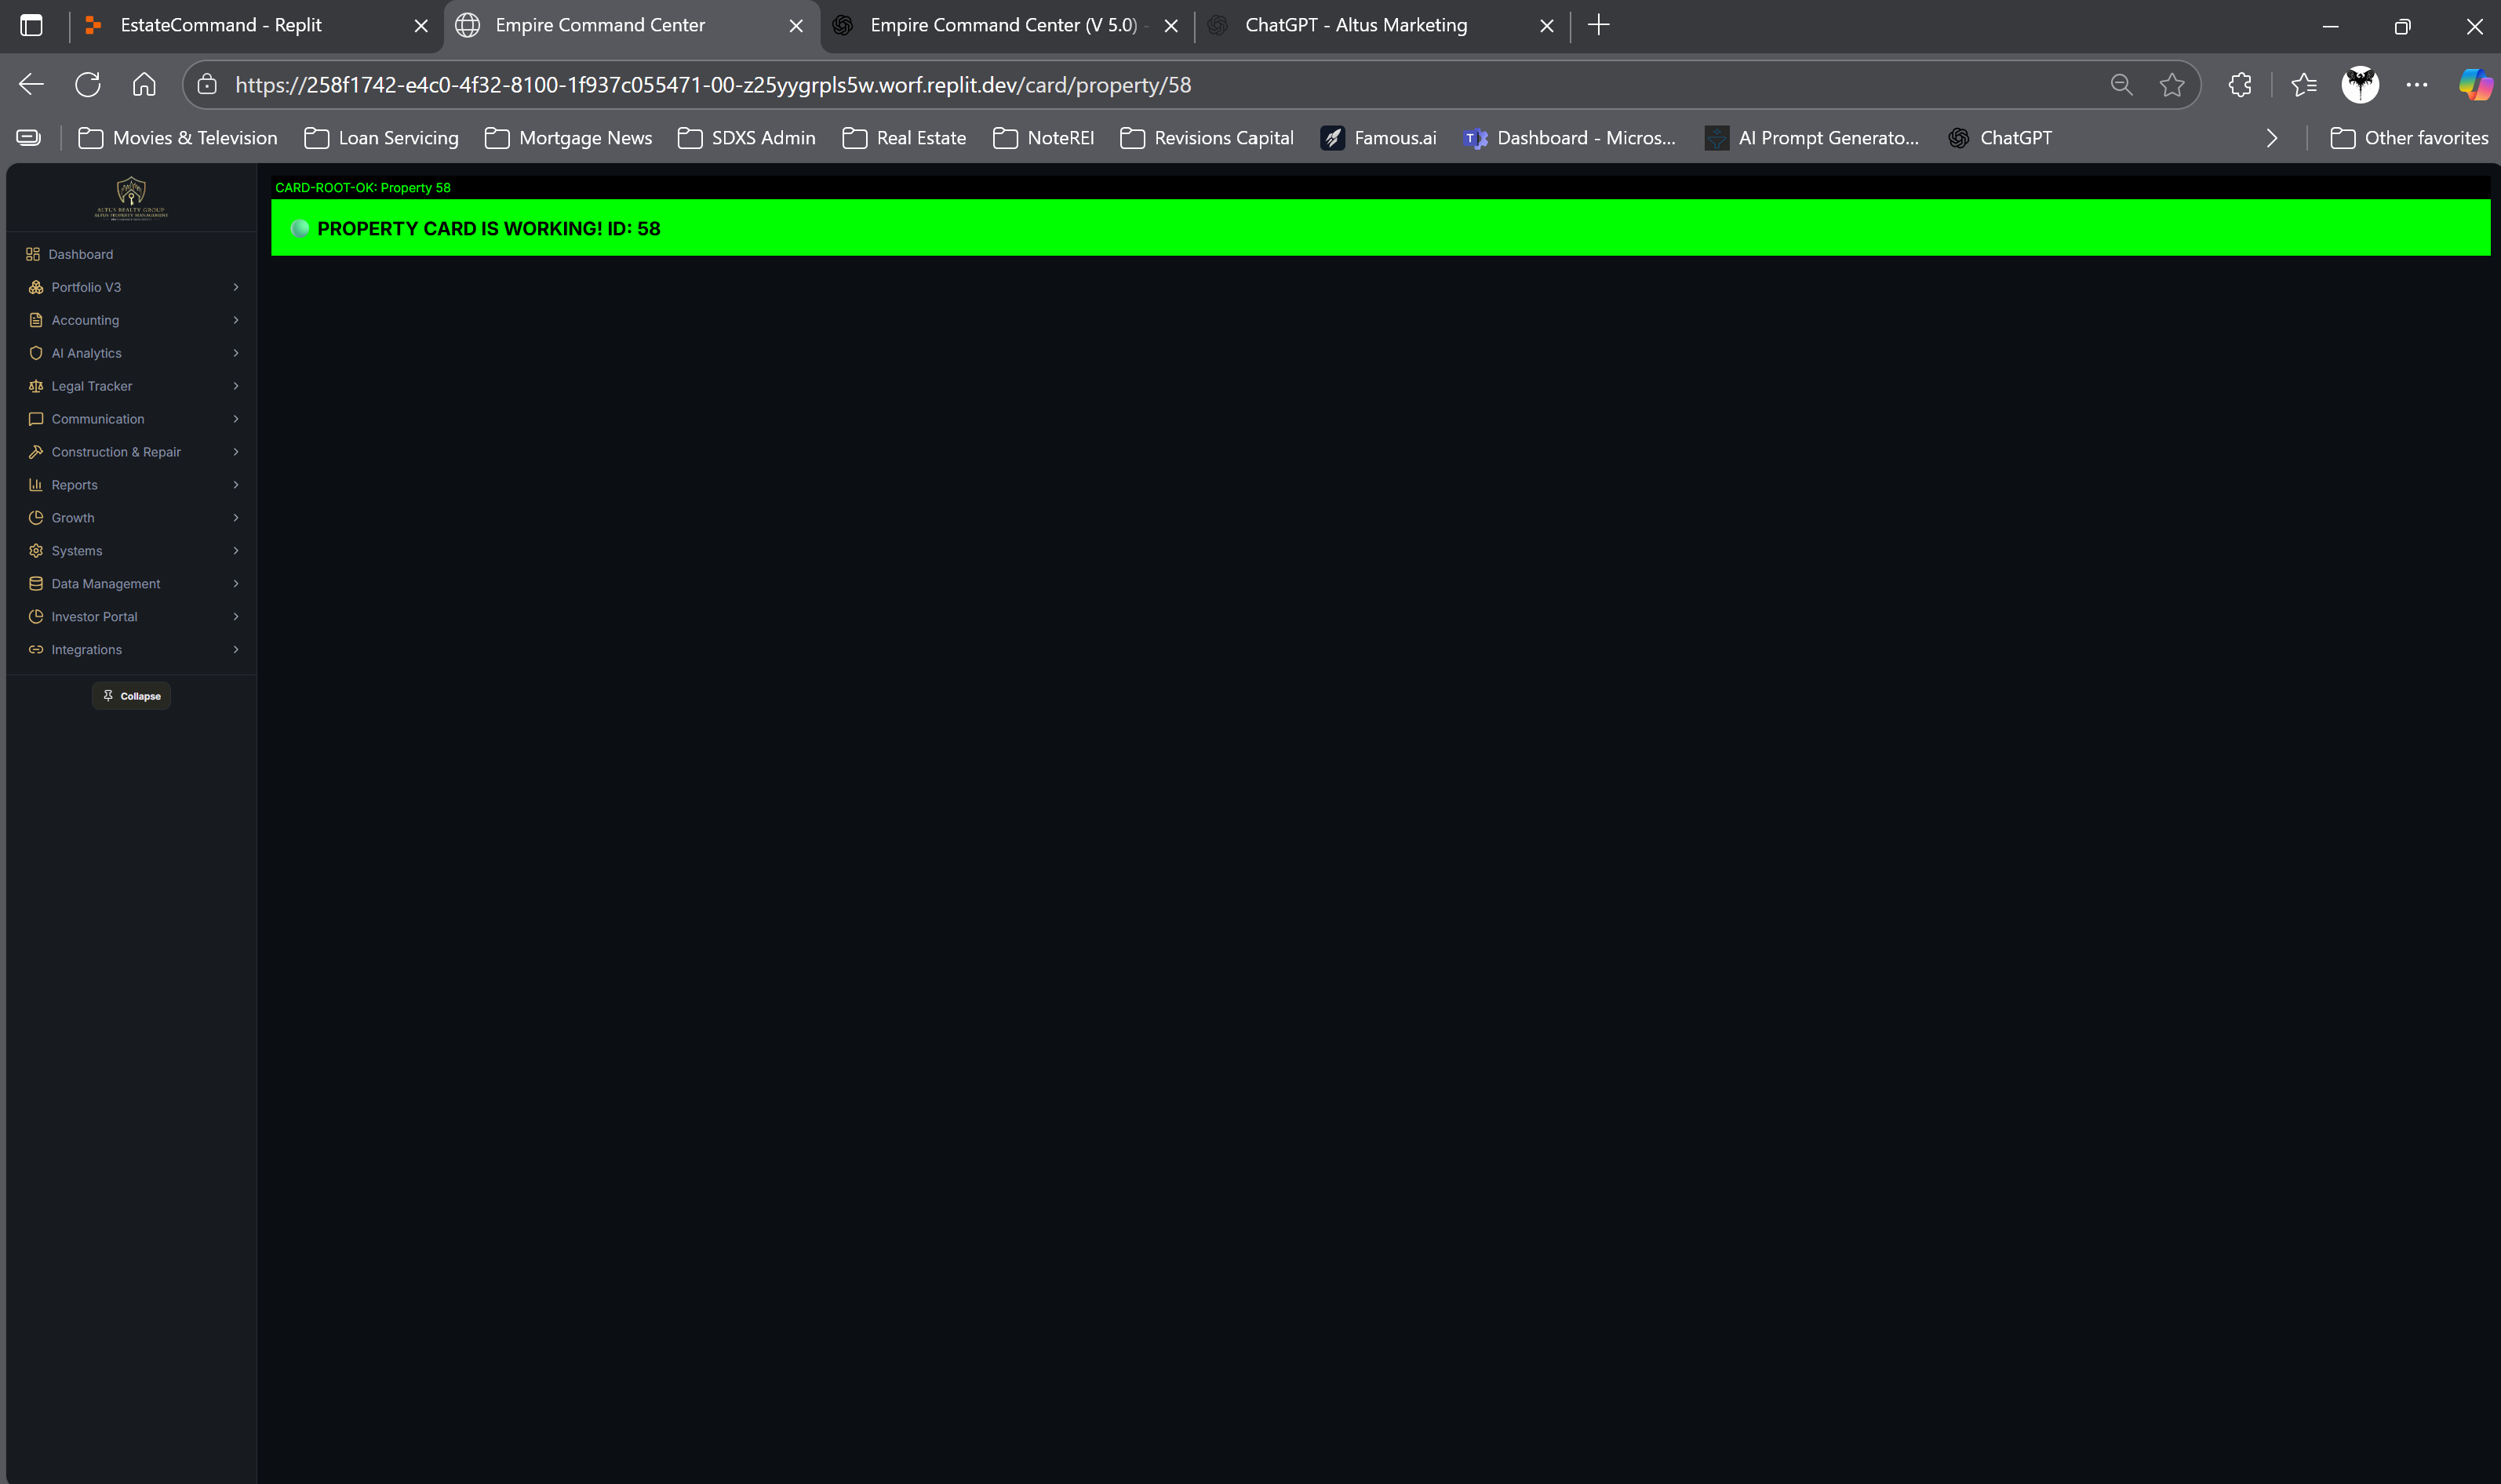 EstateCommand - Replit
Empire Command Center
Empire Command Center (V 5.0) -
ChatGPT - Altus Marketing
https://258f1742-e4c0-4f32-8100-1f937c055471-00-z25yygrpls5w.worf.replit.dev/card/property/58
Movies & Television
Loan Servicing
Mortgage News
SDXS Admin
Real Estate
NoteREI
Revisions Capital
Famous.ai
Dashboard - Micros...
AI Prompt Generato...
ChatGPT
Other favorites
ALTUS REALTY GROUP
ALTUS PROPERTY MANAGEMENT
Dashboard
Portfolio V3
Accounting
AI Analytics
Legal Tracker
Communication
Construction & Repair
Reports
Growth
Systems
Data Management
Investor Portal
Integrations
Collapse
CARD-ROOT-OK: Property 58
PROPERTY CARD IS WORKING! ID: 58